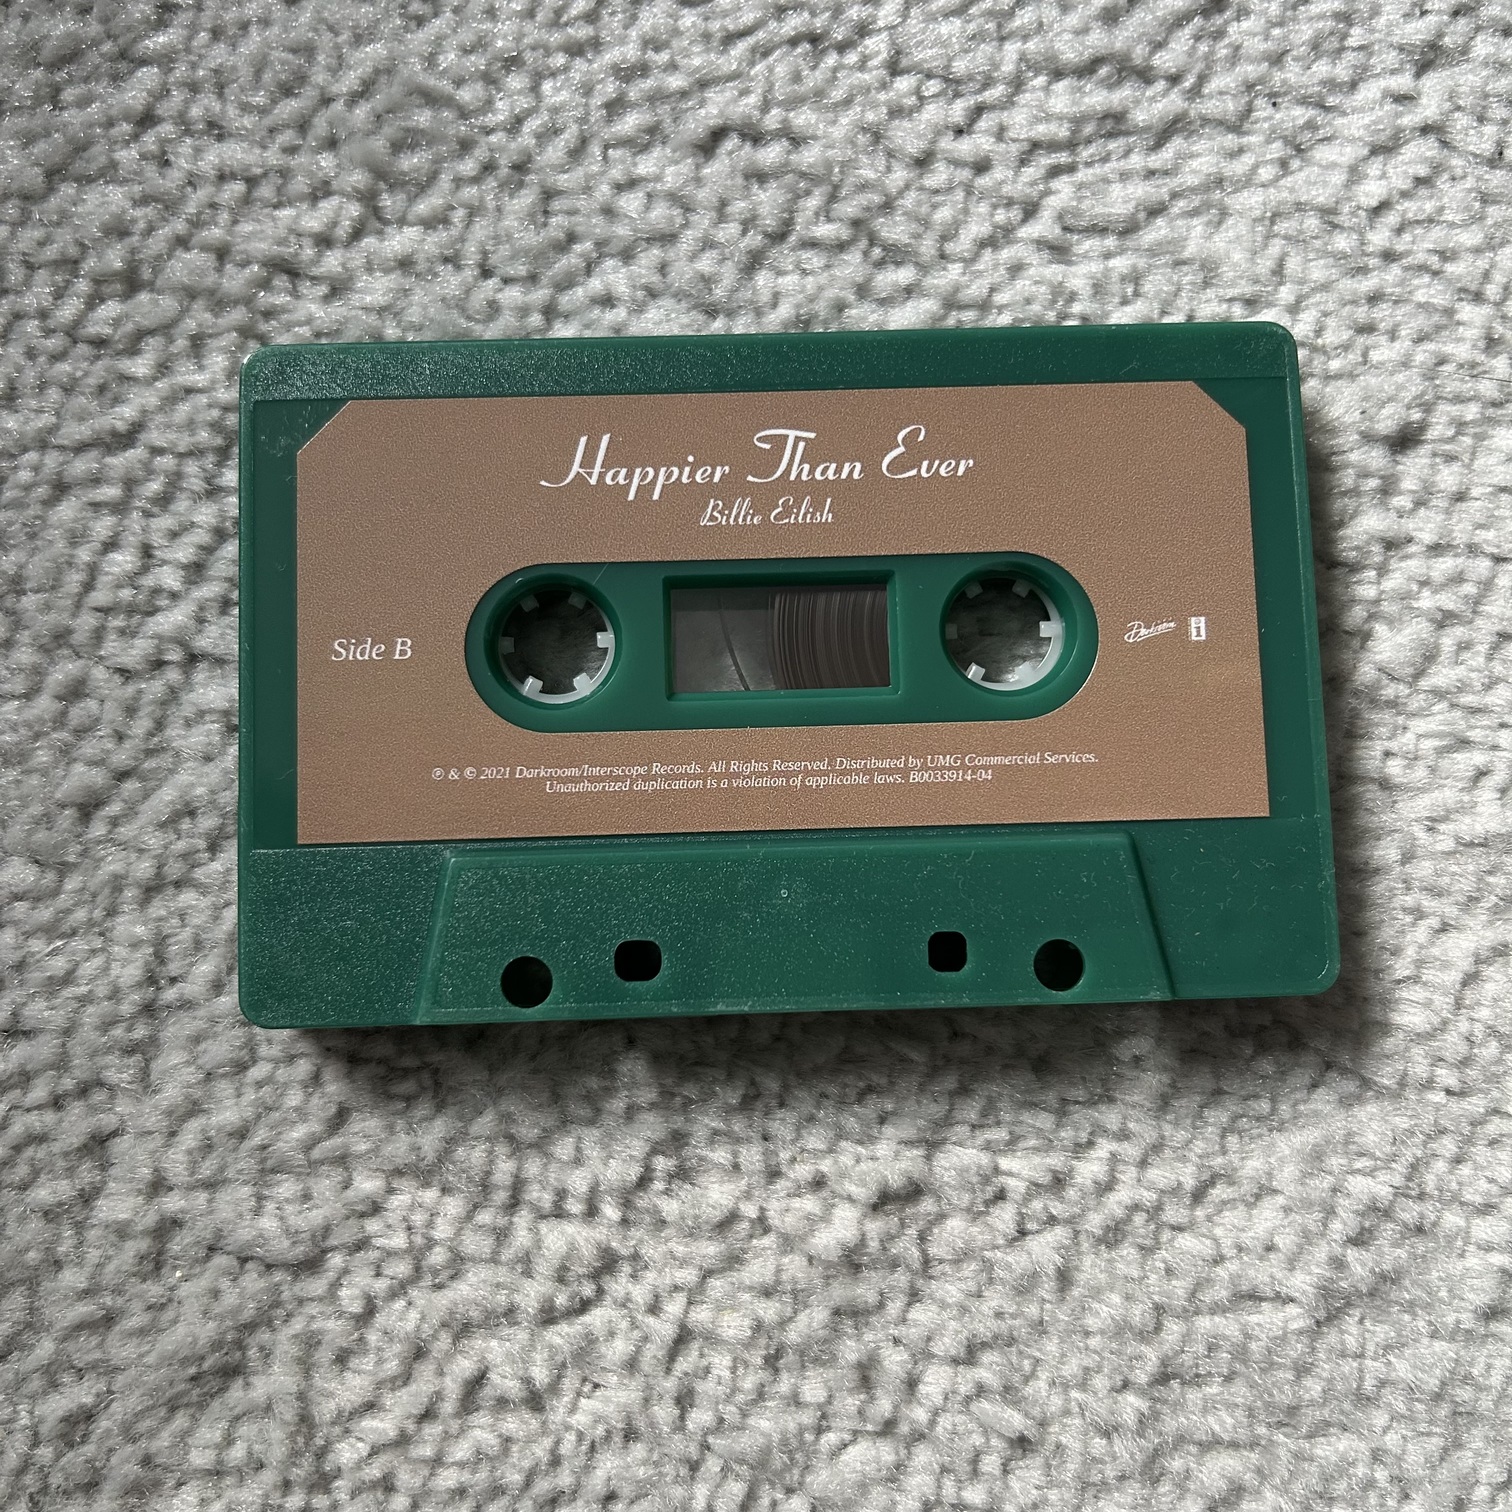 Happier Than Ever
Billie Eilish
Side B
Darkroom
i
℗ & © 2021 Darkroom/Interscope Records. All Rights Reserved. Distributed by UMG Commercial Services.
Unauthorized duplication is a violation of applicable laws. B0033914-04